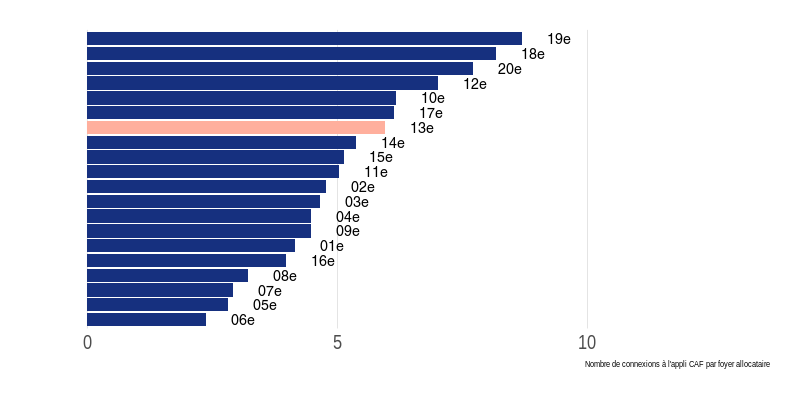 19e
18e
20e
12e
10e
17e
13e
14e
15e
11e
02e
03e
04e
09e
01e
16e
08e
07e
05e
06e
0 5 10
Nombre de connexions à l'appli CAF par foyer allocataire